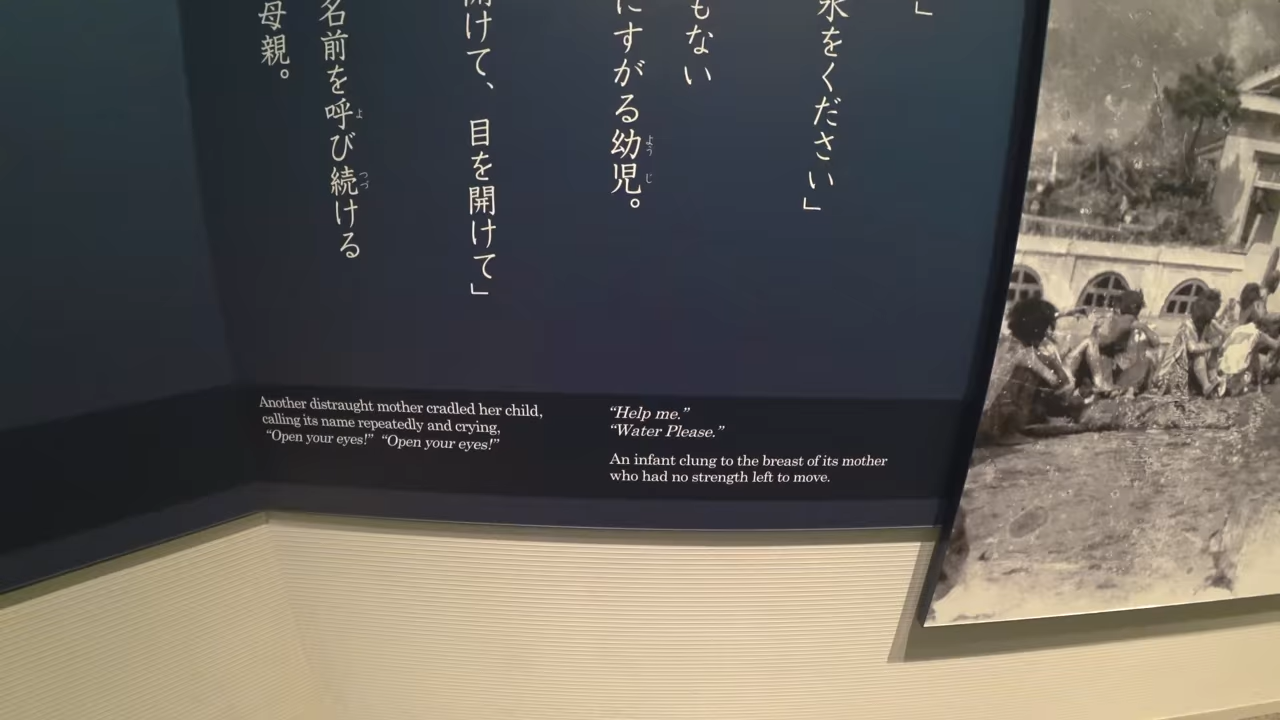 水をください」
もない
にすがる幼児。
開けて、目を開けて」
名前を呼び続ける
母親。
Another distraught mother cradled her child,
calling its name repeatedly and crying,
“Open your eyes!” “Open your eyes!”
“Help me.”
“Water Please.”
An infant clung to the breast of its mother
who had no strength left to move.